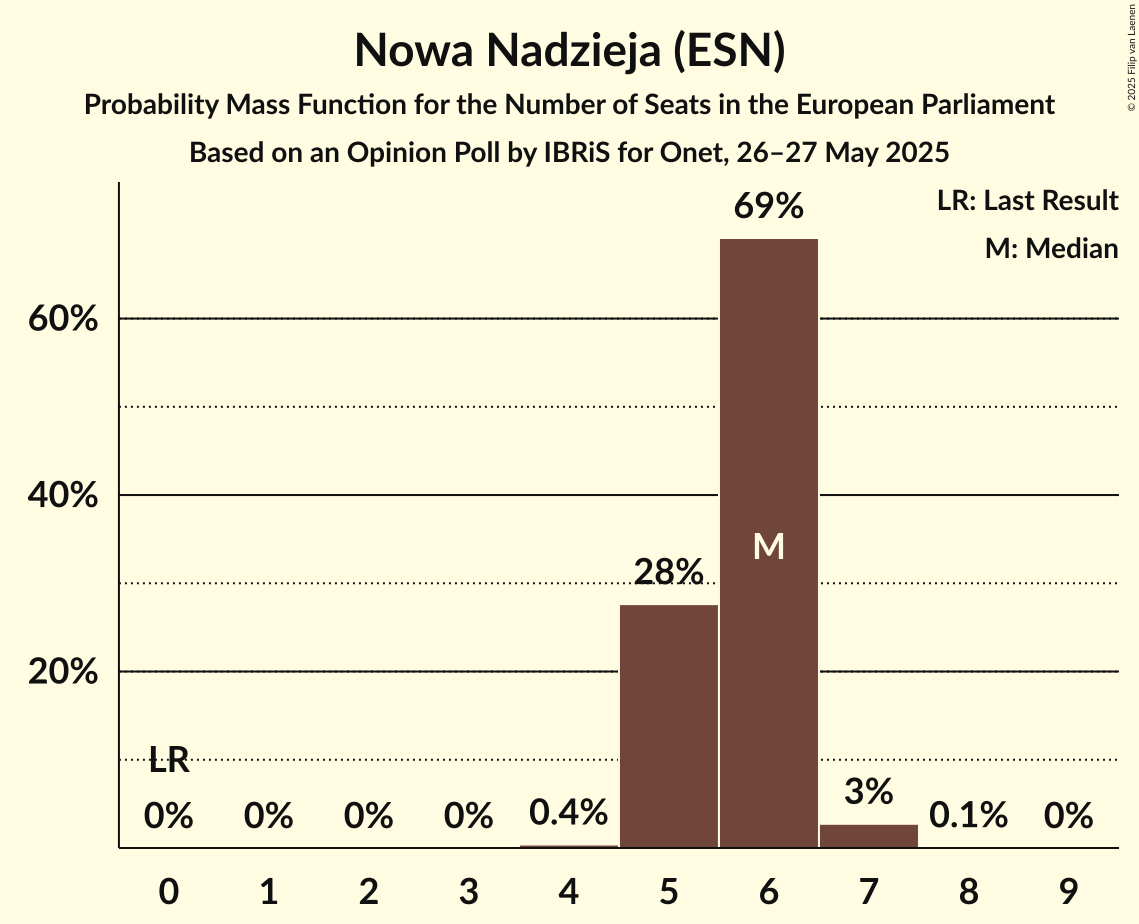 Nowa Nadzieja (ESN)
Probability Mass Function for the Number of Seats in the European Parliament
Based on an Opinion Poll by IBRiS for Onet, 26–27 May 2025
© 2025 Filip van Laenen
LR: Last Result
M: Median
69%
60%
40%
M
28%
20%
LR
0% 0% 0% 0% 0.4% 3% 0.1% 0%
0 1 2 3 4 5 6 7 8 9